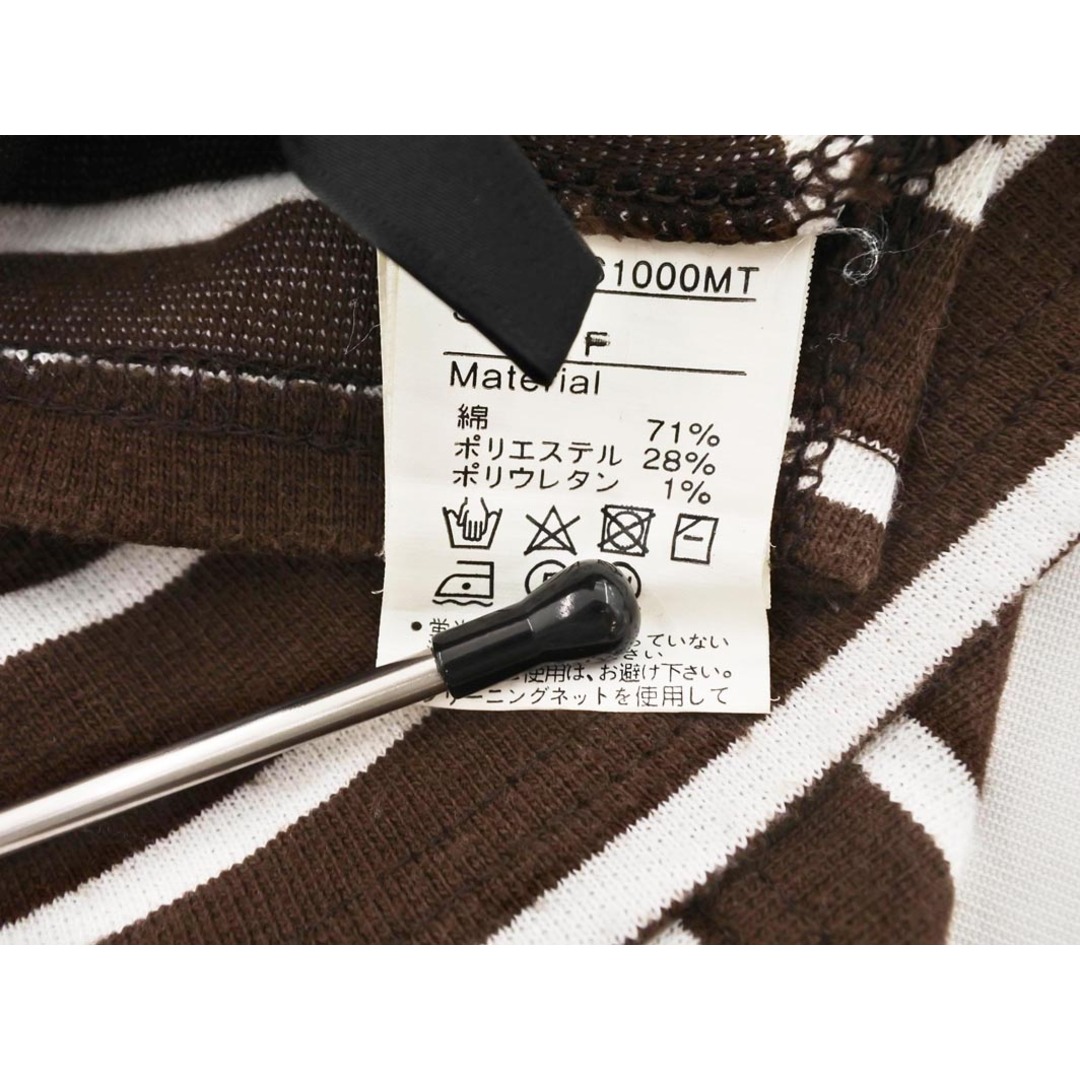 1000MT
F
Material
綿 71%
ポリエステル 28%
ポリウレタン 1%
っていない
さい
使用は、お避け下さい。
ーニングネットを使用して